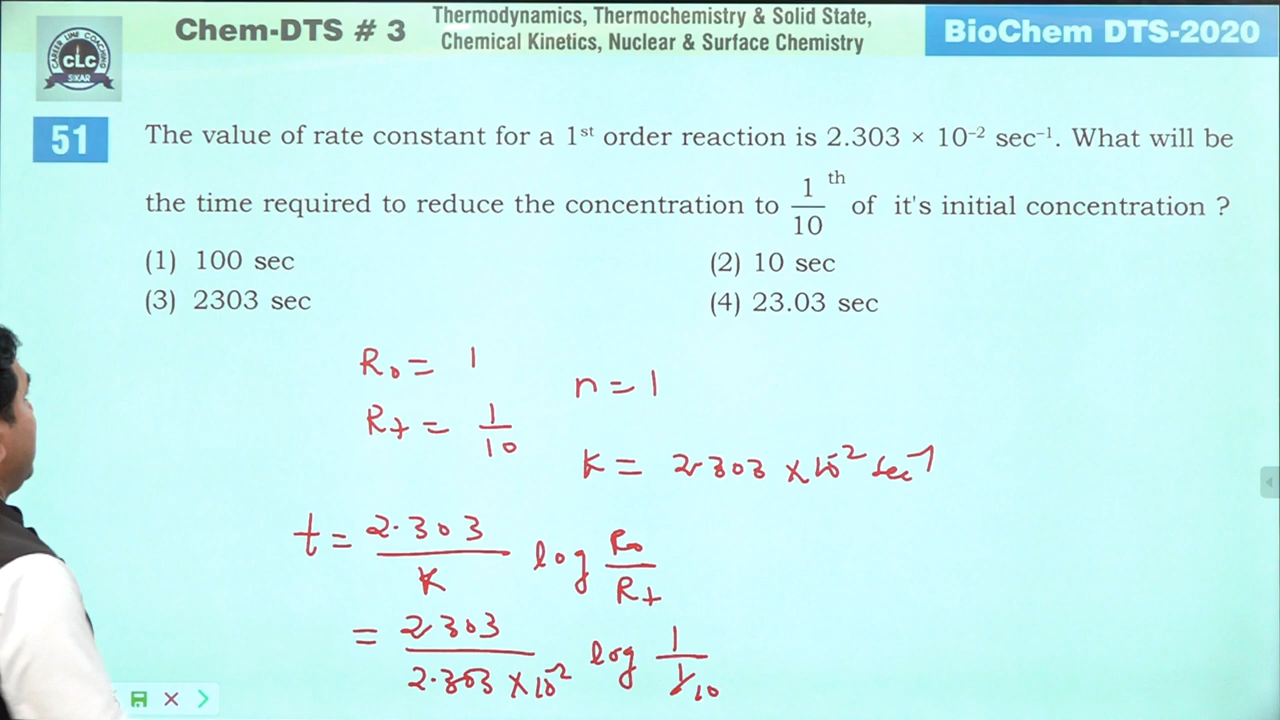 Chem-DTS # 3
Thermodynamics, Thermochemistry & Solid State,
Chemical Kinetics, Nuclear & Surface Chemistry
BioChem DTS-2020
CAREER LINE COACHING
CLC
SIKAR
51
The value of rate constant for a 1st order reaction is 2.303 × 10⁻² sec⁻¹. What will be
the time required to reduce the concentration to 1/10 th of it's initial concentration ?
(1) 100 sec
(2) 10 sec
(3) 2303 sec
(4) 23.03 sec
R₀ = 1
n = 1
Rt = 1/10
K = 2.303 × 10⁻² sec⁻¹
t = 2.303/K log R₀/Rt
= 2.303/2.303 × 10⁻² log 1/1/10